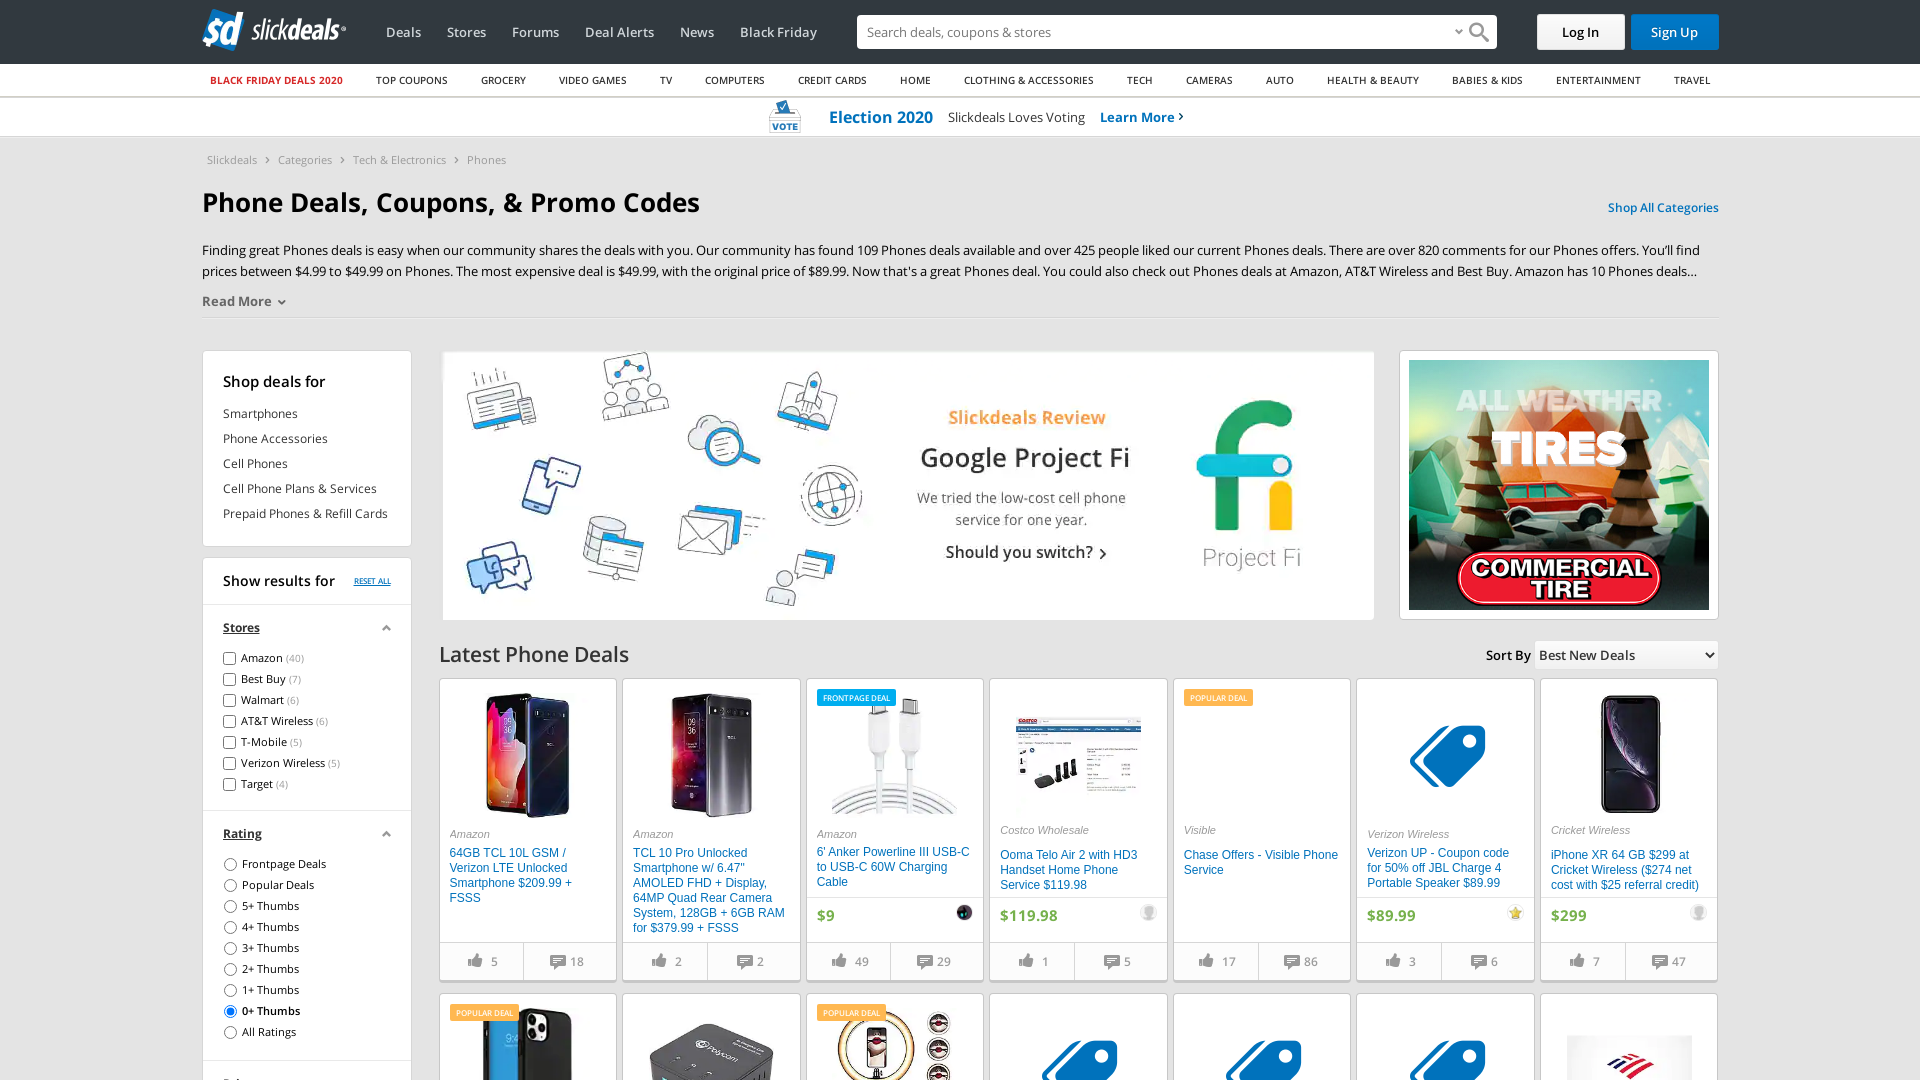 slickdeals
Deals
Stores
Forums
Deal Alerts
News
Black Friday
Search deals, coupons & stores
Log In
Sign Up
BLACK FRIDAY DEALS 2020
TOP COUPONS
GROCERY
VIDEO GAMES
TV
COMPUTERS
CREDIT CARDS
HOME
CLOTHING & ACCESSORIES
TECH
CAMERAS
AUTO
HEALTH & BEAUTY
BABIES & KIDS
ENTERTAINMENT
TRAVEL
VOTE
Election 2020 Slickdeals Loves Voting Learn More
Slickdeals > Categories > Tech & Electronics > Phones
Phone Deals, Coupons, & Promo Codes
Shop All Categories
Finding great Phones deals is easy when our community shares the deals with you. Our community has found 109 Phones deals available and over 425 people liked our current Phones deals. There are over 820 comments for our Phones offers. You'll find
prices between $4.99 to $49.99 on Phones. The most expensive deal is $49.99, with the original price of $89.99. Now that's a great Phones deal. You could also check out Phones deals at Amazon, AT&T Wireless and Best Buy. Amazon has 10 Phones deals...
Read More
Shop deals for
Smartphones
Phone Accessories
Cell Phones
Cell Phone Plans & Services
Prepaid Phones & Refill Cards
Show results for RESET ALL
Stores
Amazon (40)
Best Buy (7)
Walmart (6)
AT&T Wireless (6)
T-Mobile (5)
Verizon Wireless (5)
Target (4)
Rating
Frontpage Deals
Popular Deals
5+ Thumbs
4+ Thumbs
3+ Thumbs
2+ Thumbs
1+ Thumbs
0+ Thumbs
All Ratings
Slickdeals Review
Google Project Fi
We tried the low-cost cell phone
service for one year.
Should you switch?
Project Fi
ALL WEATHER
TIRES
COMMERCIAL
TIRE
Latest Phone Deals
Sort By Best New Deals
Amazon
64GB TCL 10L GSM /
Verizon LTE Unlocked
Smartphone $209.99 +
FSSS
5
18
Amazon
TCL 10 Pro Unlocked
Smartphone w/ 6.47"
AMOLED FHD + Display,
64MP Quad Rear Camera
System, 128GB + 6GB RAM
for $379.99 + FSSS
2
2
FRONTPAGE DEAL
Amazon
6' Anker Powerline III USB-C
to USB-C 60W Charging
Cable
$9
49
29
Costco Wholesale
Ooma Telo Air 2 with HD3
Handset Home Phone
Service $119.98
$119.98
1
5
POPULAR DEAL
Visible
Chase Offers - Visible Phone
Service
17
86
Verizon Wireless
Verizon UP - Coupon code
for 50% off JBL Charge 4
Portable Speaker $89.99
$89.99
3
6
Cricket Wireless
iPhone XR 64 GB $299 at
Cricket Wireless ($274 net
cost with $25 referral credit)
$299
7
47
POPULAR DEAL
Polycom
POPULAR DEAL